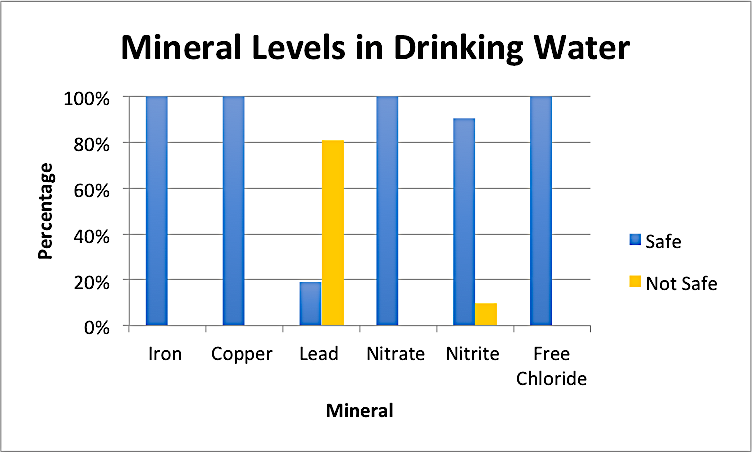 Mineral Levels in Drinking Water
Percentage
100%
80%
60%
40%
20%
0%
Iron
Copper
Lead
Nitrate
Nitrite
Free
Chloride
Mineral
Safe
Not Safe